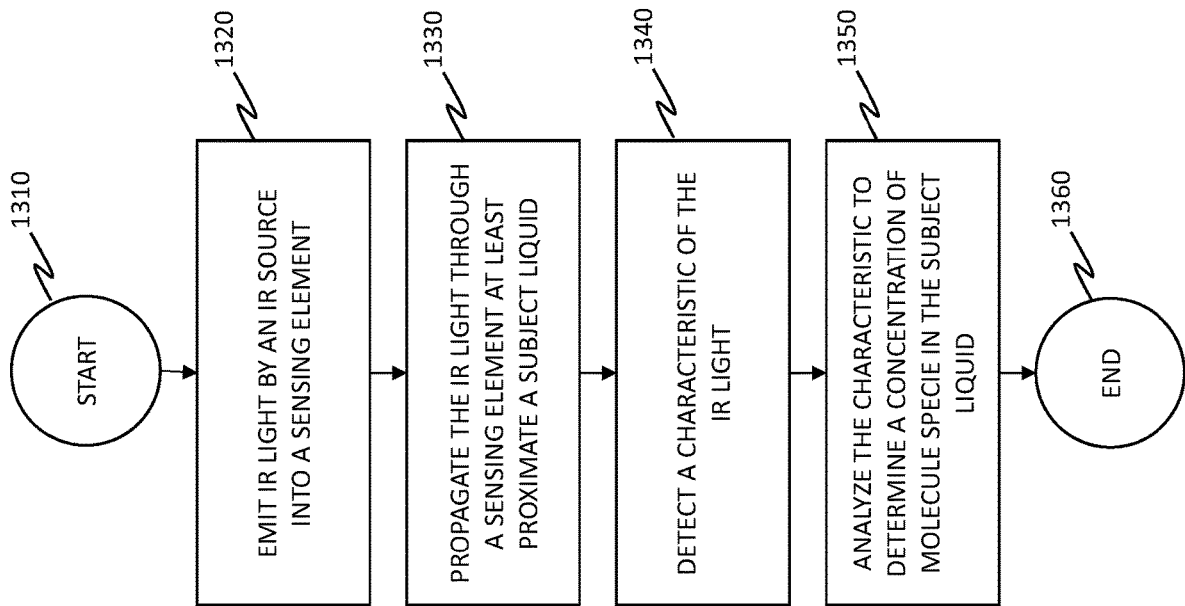 START
1310
EMIT IR LIGHT BY AN IR SOURCE
INTO A SENSING ELEMENT
1320
PROPAGATE THE IR LIGHT THROUGH
A SENSING ELEMENT AT LEAST
PROXIMATE A SUBJECT LIQUID
1330
DETECT A CHARACTERISTIC OF THE
IR LIGHT
1340
ANALYZE THE CHARACTERISTIC TO
DETERMINE A CONCENTRATION OF
MOLECULE SPECIE IN THE SUBJECT
LIQUID
1350
END
1360